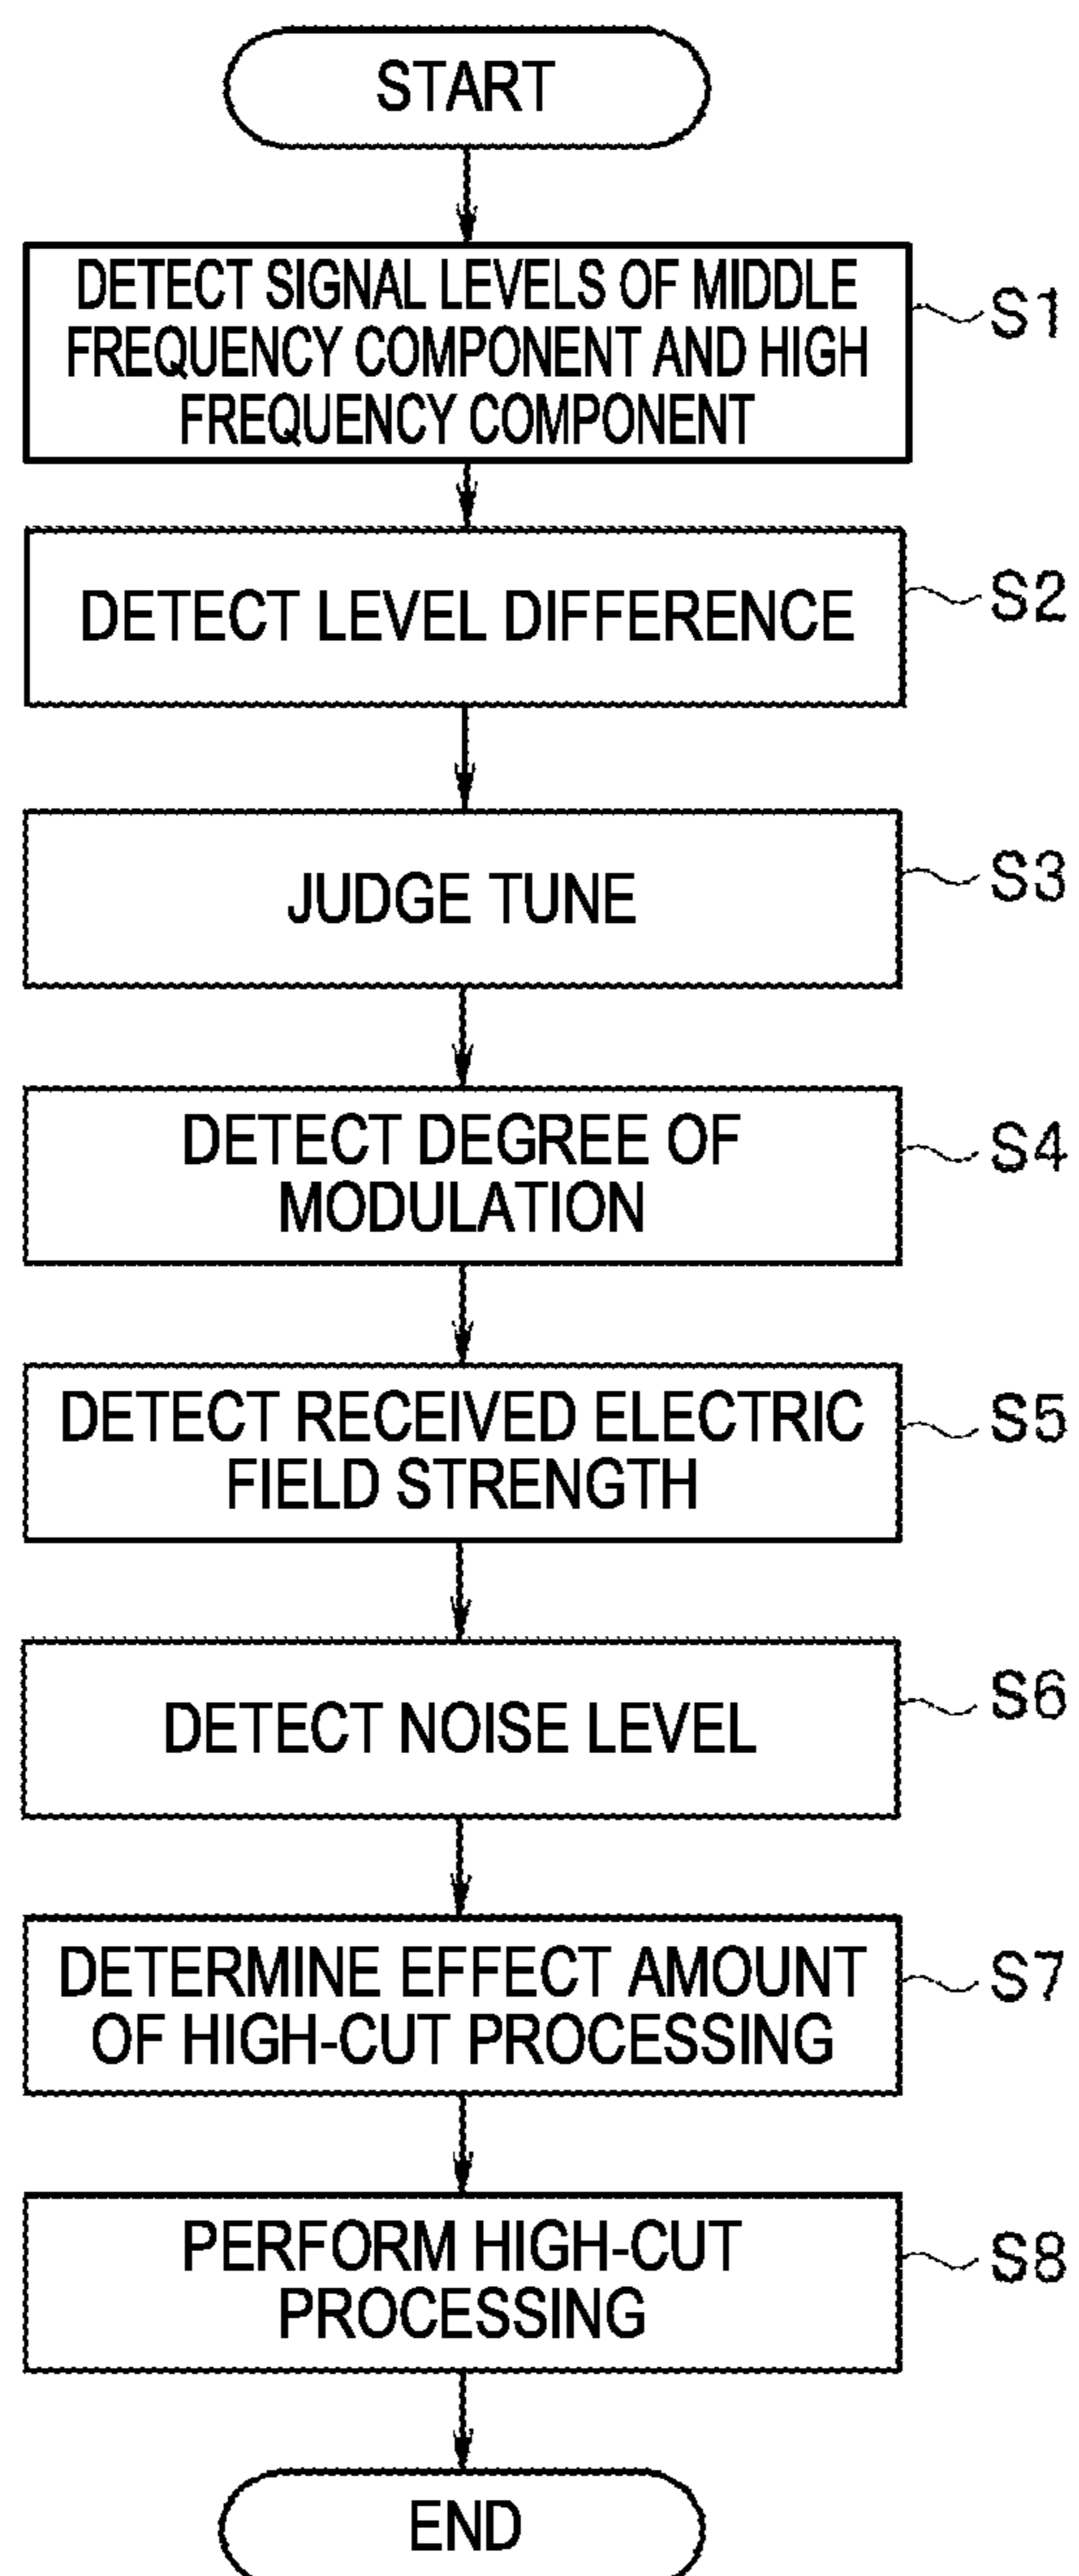 START
DETECT SIGNAL LEVELS OF MIDDLE
FREQUENCY COMPONENT AND HIGH
FREQUENCY COMPONENT
S1
DETECT LEVEL DIFFERENCE
S2
JUDGE TUNE
S3
DETECT DEGREE OF
MODULATION
S4
DETECT RECEIVED ELECTRIC
FIELD STRENGTH
S5
DETECT NOISE LEVEL
S6
DETERMINE EFFECT AMOUNT
OF HIGH-CUT PROCESSING
S7
PERFORM HIGH-CUT
PROCESSING
S8
END